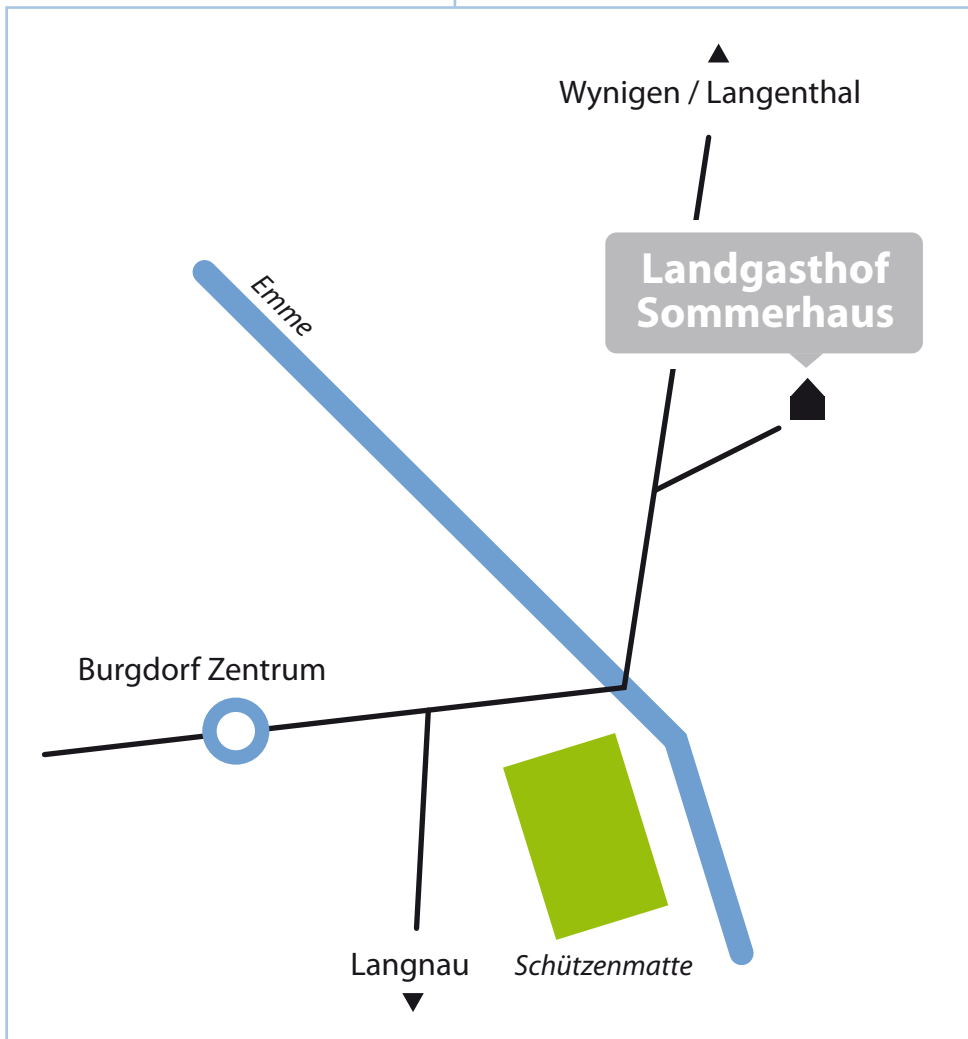 Wynigen / Langenthal
Landgasthof
Sommerhaus
Emme
Burgdorf Zentrum
Langnau
Schützenmatte